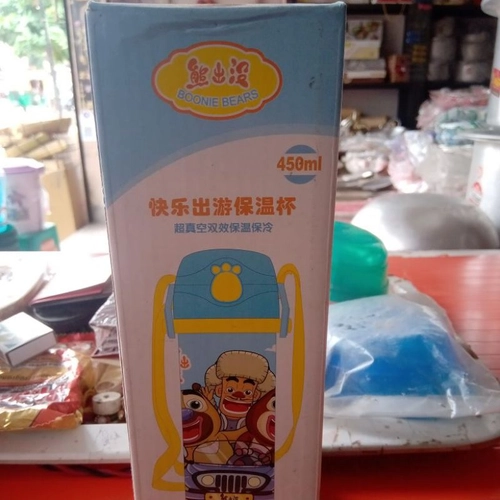 熊出没
BOONIE BEARS
450ml
快乐出游保温杯
超真空双效保温保冷